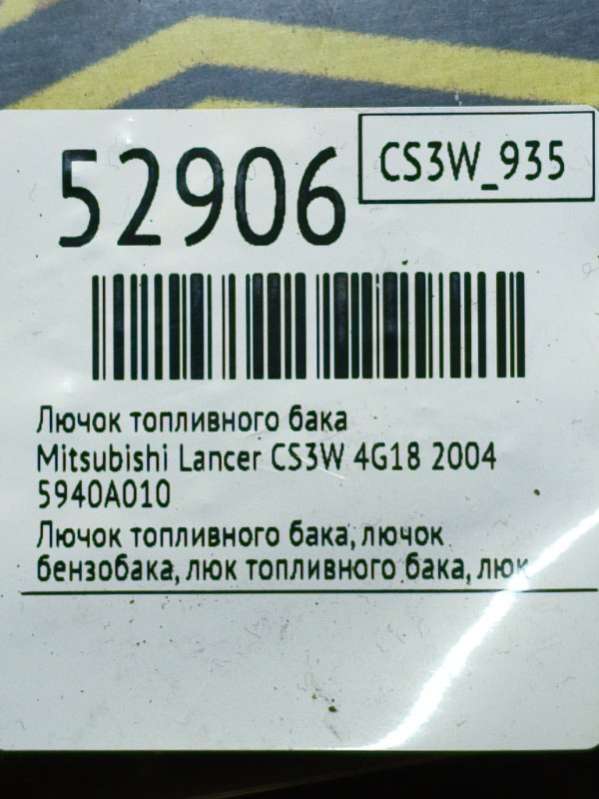 52906
CS3W_935
Лючок топливного бака
Mitsubishi Lancer CS3W 4G18 2004
5940A010
Лючок топливного бака, лючок
бензобака, люк топливного бака, люк